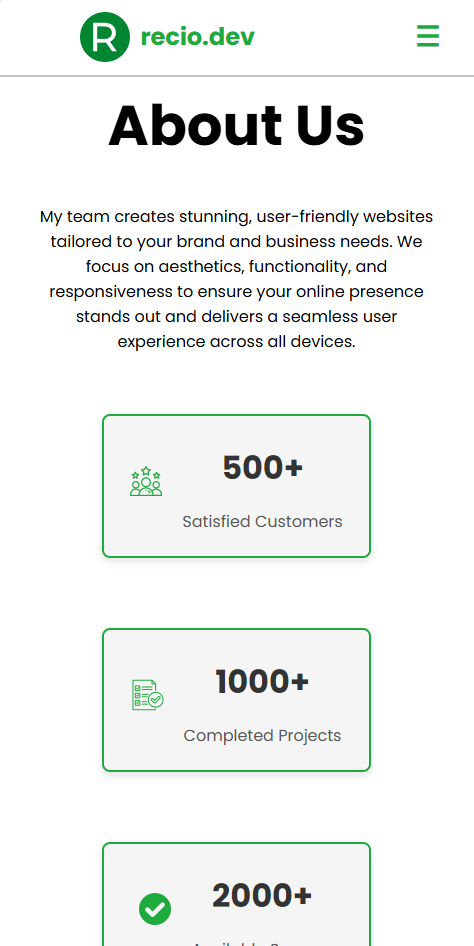 R recio.dev
About Us
My team creates stunning, user-friendly websites
tailored to your brand and business needs. We
focus on aesthetics, functionality, and
responsiveness to ensure your online presence
stands out and delivers a seamless user
experience across all devices.
500+
Satisfied Customers
1000+
Completed Projects
2000+